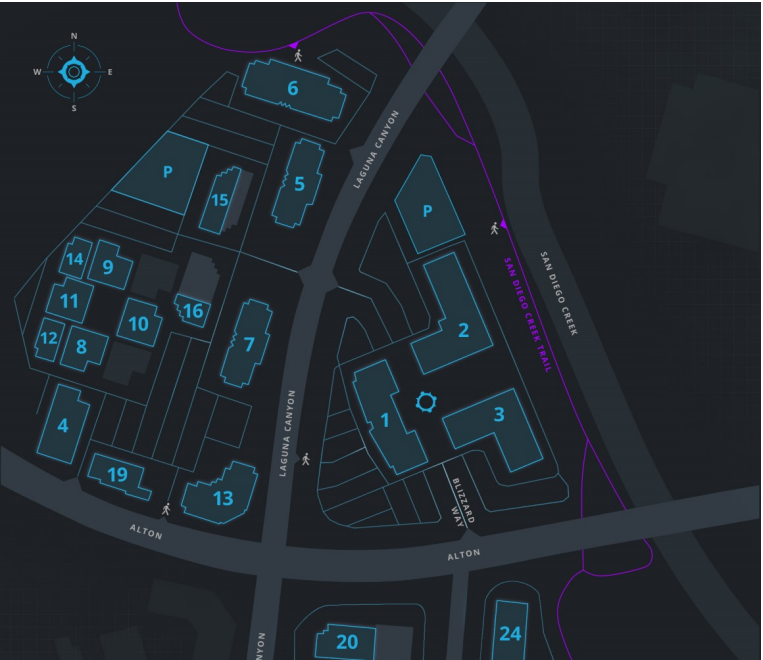 N
W E
S
6
LAGUNA CANYON
P
5
15
P
SAN DIEGO CREEK
SAN DIEGO CREEK TRAIL
14
9
11
16
10
2
12
8
7
LAGUNA CANYON
4
1
3
19
13
BLIZZARD
WAY
ALTON
ALTON
20
24
NYON